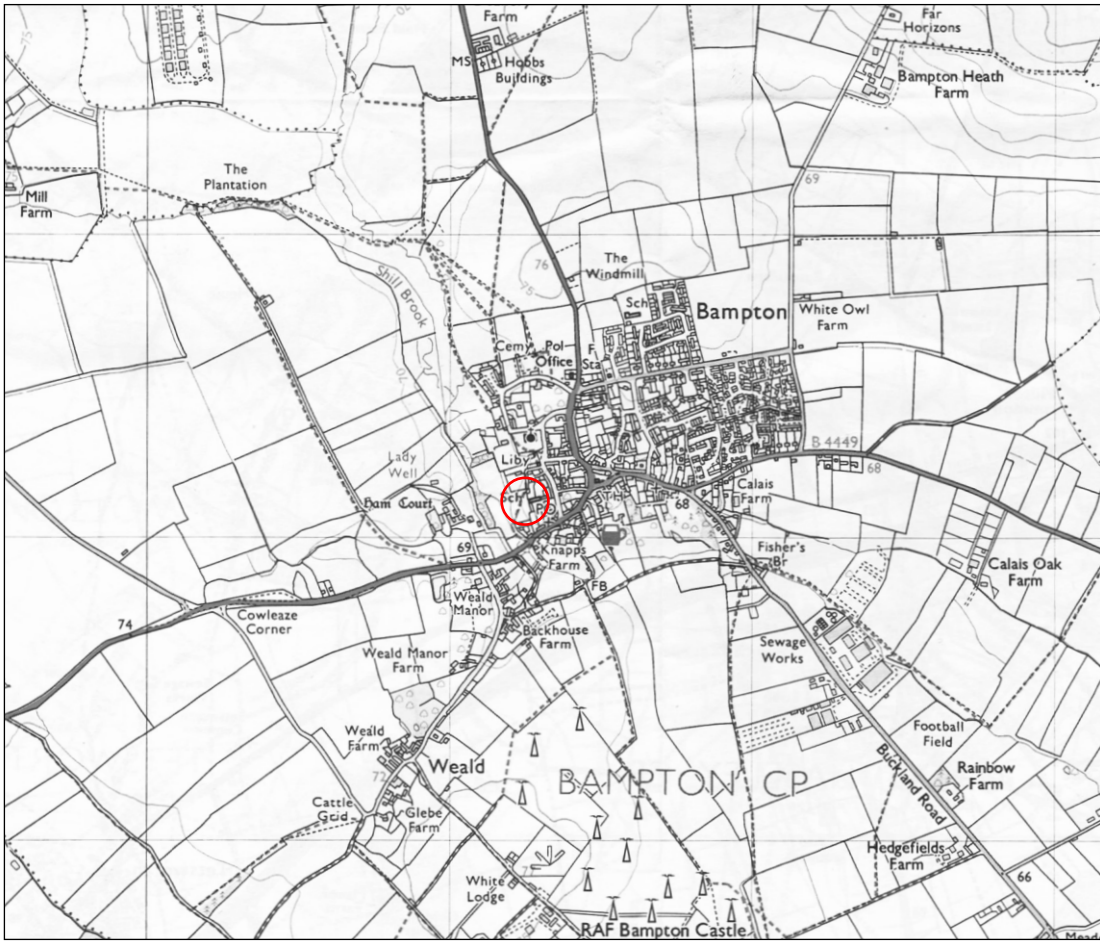 Farm
MS
Hobbs
Buildings
Far
Horizons
Bampton Heath
Farm
75
Mill
Farm
The
Plantation
69
Shill Brook
76
75
The
Windmill
Sch
Bampton
White Owl
Farm
Cemy
Pol
Office
F
Sta
70
Liby
B 4449
68
Lady
Well
Ham Court
Sch
PO
TH
68
Calais
Farm
69
Knapps
Farm
Fisher's
Br
Calais Oak
Farm
FB
Weald
Manor
Cowleaze
Corner
74
Backhouse
Farm
Weald Manor
Farm
Sewage
Works
Football
Field
Weald
Farm
72
Weald
BAMPTON CP
Buckland Road
Rainbow
Farm
Cattle
Grid
Glebe
Farm
Hedgefields
Farm
71
White
Lodge
66
RAF Bampton Castle